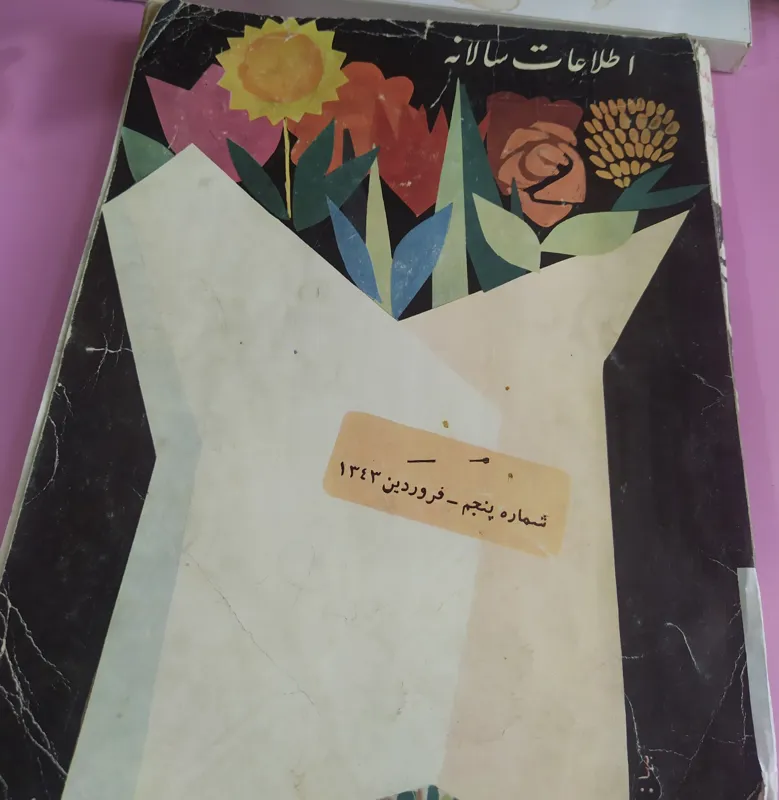 اطلاعات سالانه
شماره پنجم - فروردین ۱۳۴۳